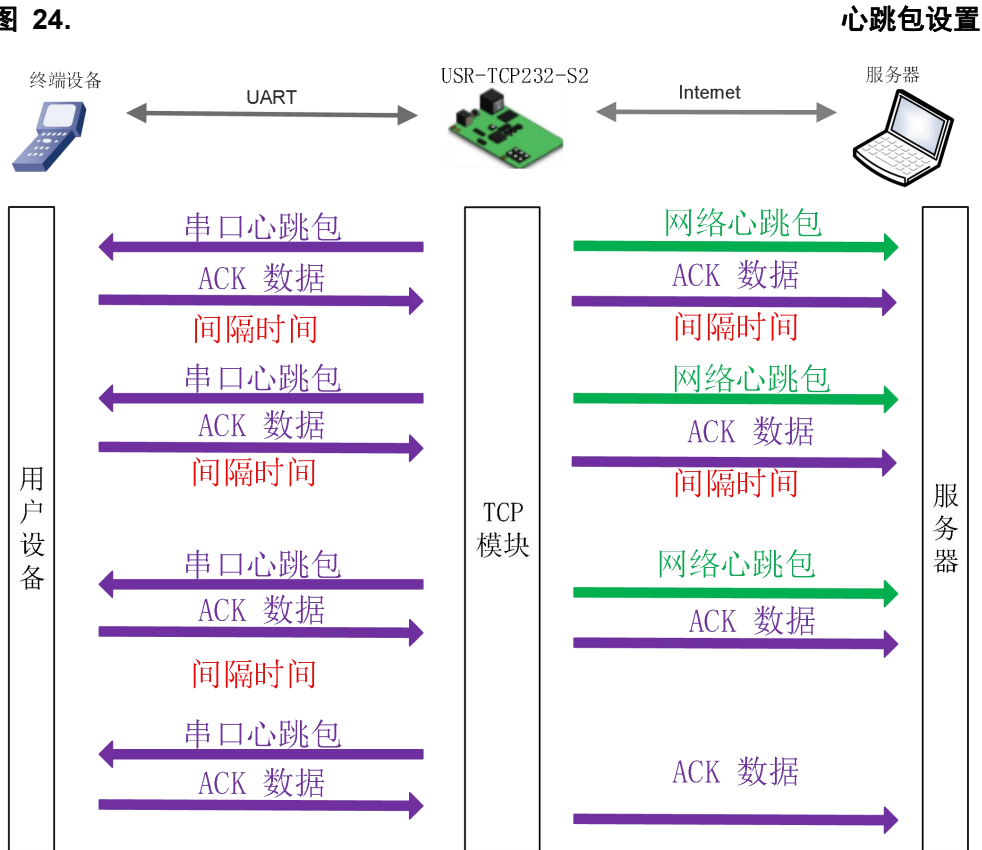 图 24. 心跳包设置
终端设备
UART
USR-TCP232-S2
Internet
服务器
串口心跳包
网络心跳包
ACK 数据
ACK 数据
间隔时间
间隔时间
串口心跳包
网络心跳包
ACK 数据
ACK 数据
间隔时间
间隔时间
用户设备
TCP
模块
服务器
串口心跳包
网络心跳包
ACK 数据
ACK 数据
间隔时间
串口心跳包
ACK 数据
ACK 数据